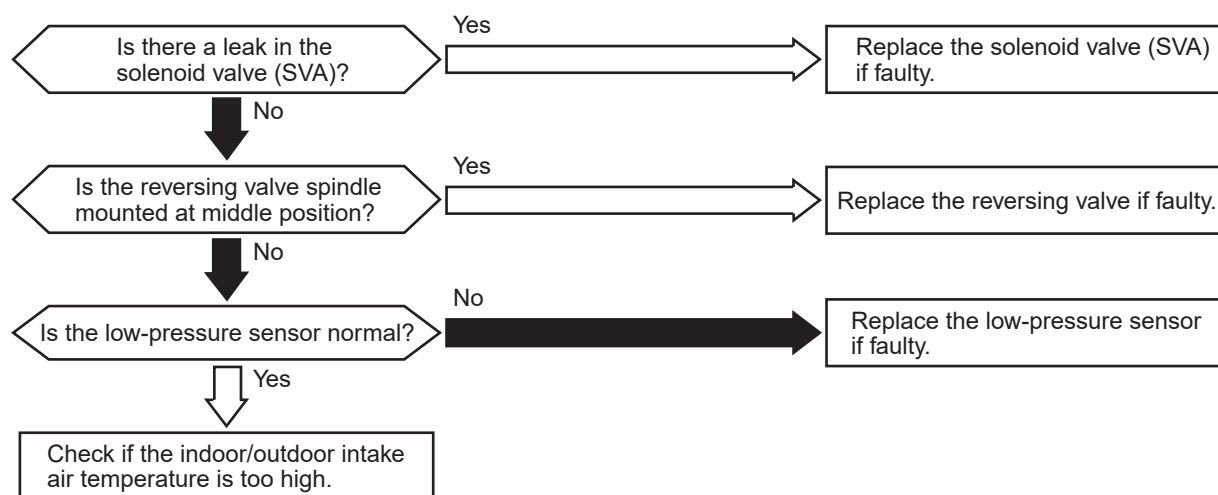 Is there a leak in the
solenoid valve (SVA)?
Yes
Replace the solenoid valve (SVA)
if faulty.
No
Is the reversing valve spindle
mounted at middle position?
Yes
Replace the reversing valve if faulty.
No
Is the low-pressure sensor normal?
No
Replace the low-pressure sensor
if faulty.
Yes
Check if the indoor/outdoor intake
air temperature is too high.